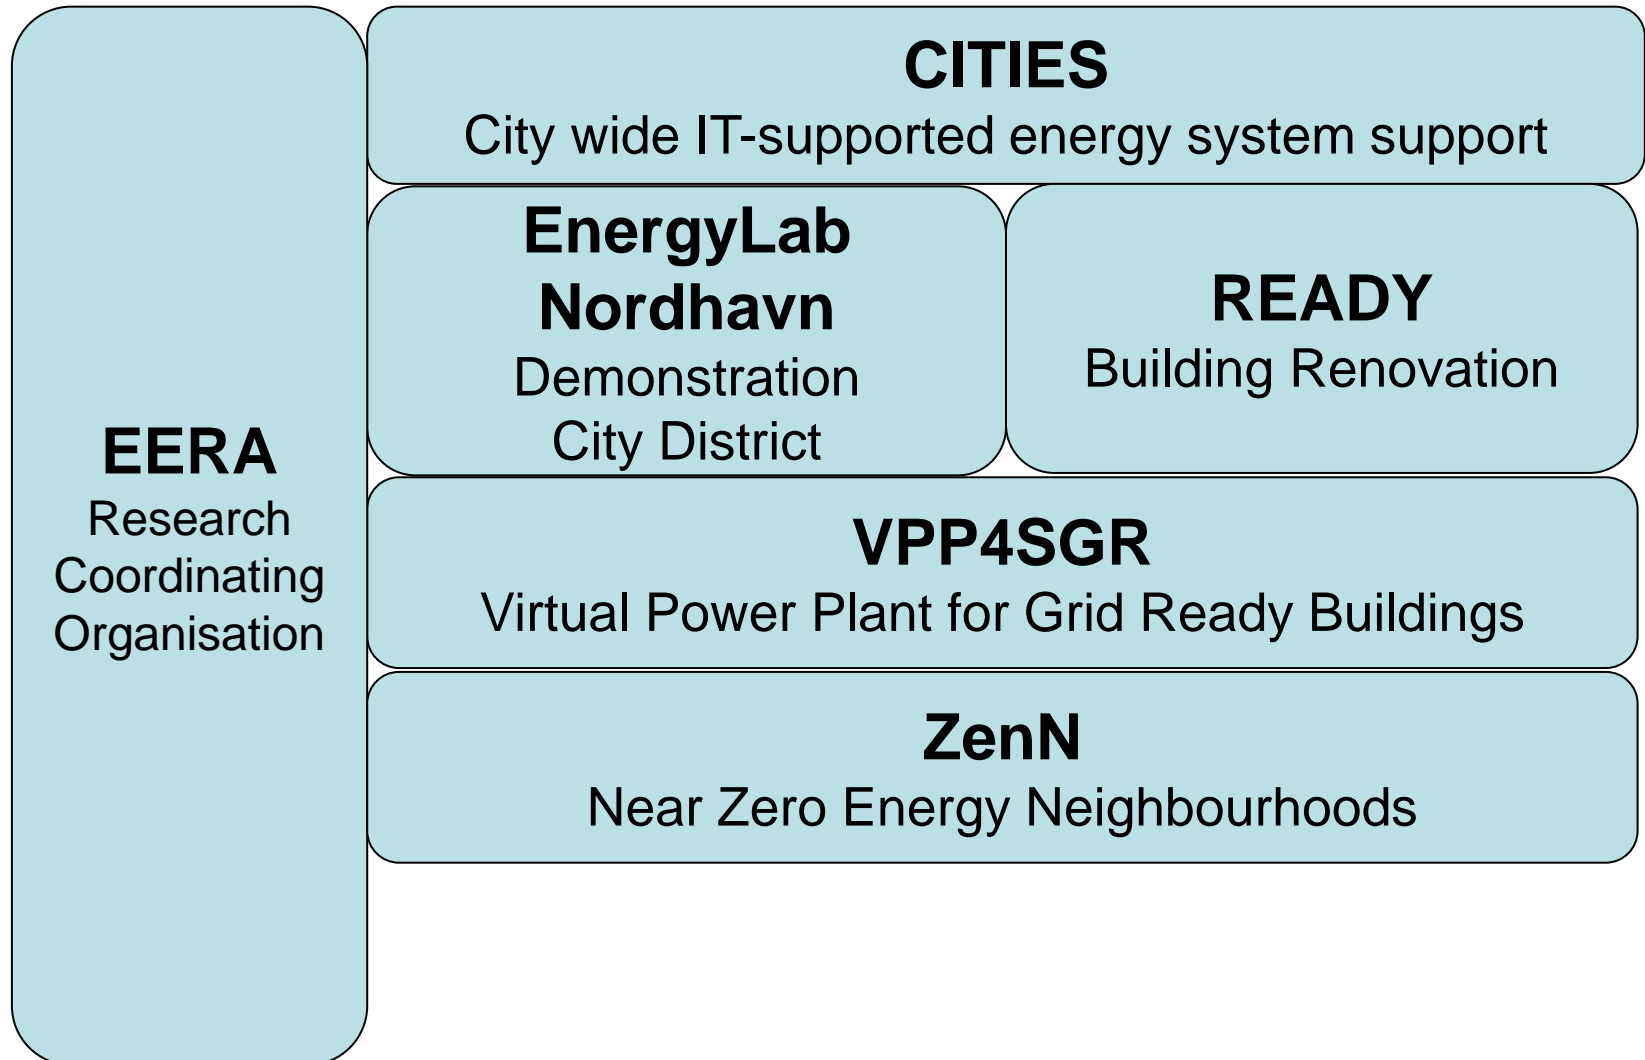 EERA
Research
Coordinating
Organisation
CITIES
City wide IT-supported energy system support
EnergyLab
Nordhavn
Demonstration
City District
READY
Building Renovation
VPP4SGR
Virtual Power Plant for Grid Ready Buildings
ZenN
Near Zero Energy Neighbourhoods